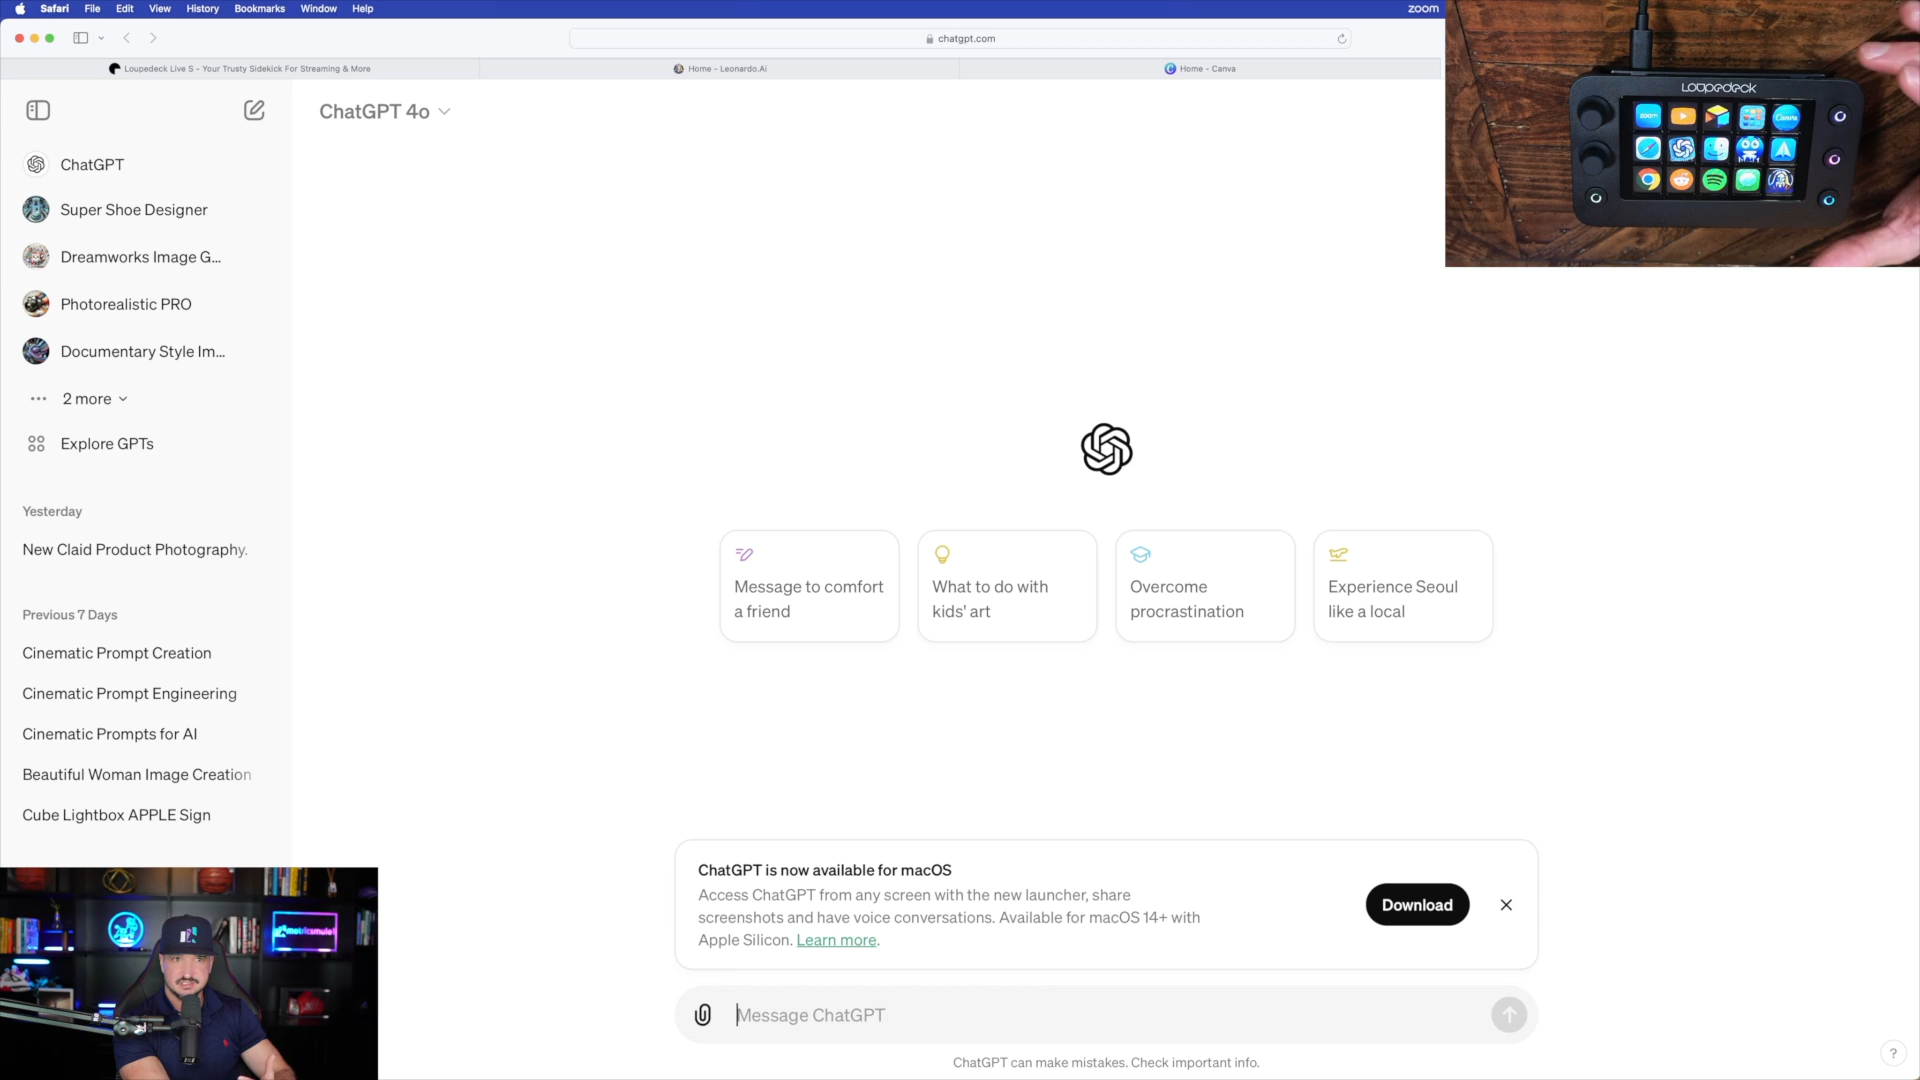 Safari File Edit View History Bookmarks Window Help
zoom
chatgpt.com
Loupedeck Live S - Your Trusty Sidekick For Streaming & More
Home - Leonardo.Ai
Home - Canva
Loupedeck
zoom
Canva
ChatGPT 4o
ChatGPT
Super Shoe Designer
Dreamworks Image G...
Photorealistic PRO
Documentary Style Im...
2 more
Explore GPTs
Yesterday
New Claid Product Photography.
Previous 7 Days
Cinematic Prompt Creation
Cinematic Prompt Engineering
Cinematic Prompts for AI
Beautiful Woman Image Creation
Cube Lightbox APPLE Sign
Message to comfort
a friend
What to do with
kids' art
Overcome
procrastination
Experience Seoul
like a local
ChatGPT is now available for macOS
Access ChatGPT from any screen with the new launcher, share
screenshots and have voice conversations. Available for macOS 14+ with
Apple Silicon. Learn more.
Download
Message ChatGPT
ChatGPT can make mistakes. Check important info.
?
metricsmule